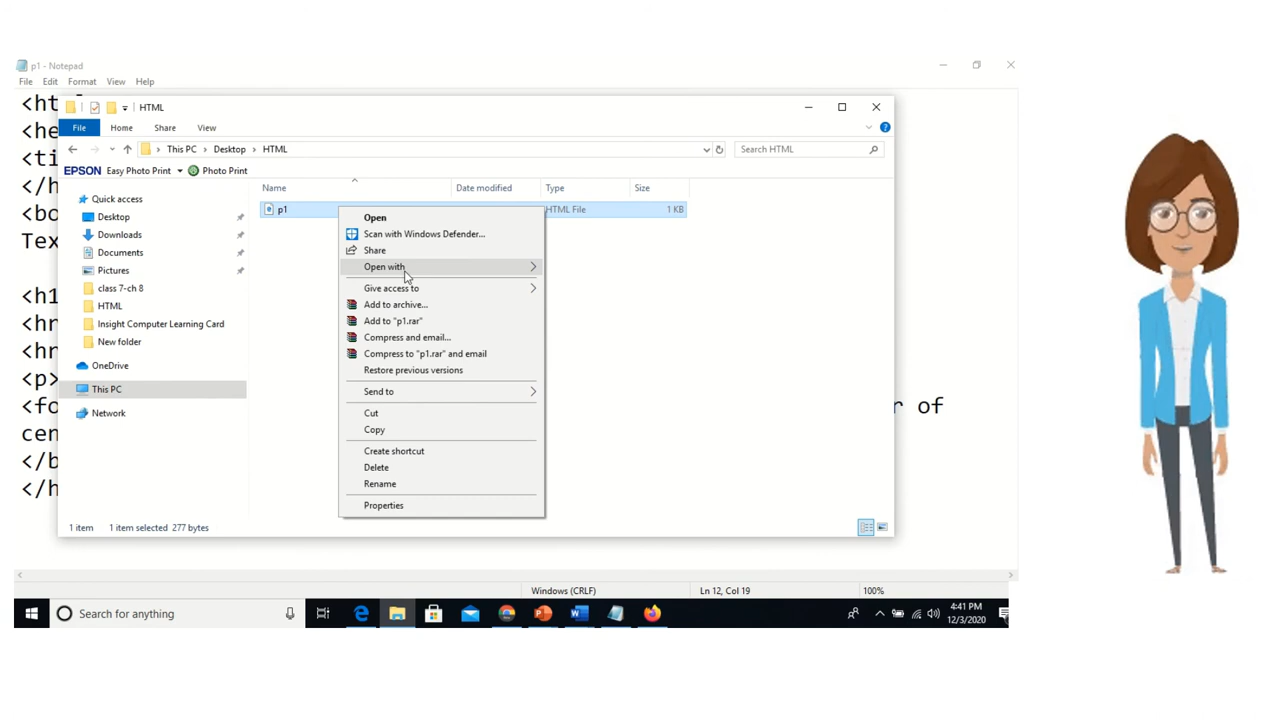 p1 - Notepad
File Edit Format View Help
<ht
HTML
<he
File Home Share View
<ti
This PC Desktop HTML
Search HTML
EPSON Easy Photo Print Photo Print
</h
Quick access
Name Date modified Type Size
<bo
Desktop
p1 HTML File 1 KB
Tex
Downloads
Documents
Pictures
class 7-ch 8
HTML
Insight Computer Learning Card
New folder
OneDrive
This PC
Network
Open
Scan with Windows Defender...
Share
Open with
Give access to
Add to archive...
Add to "p1.rar"
Compress and email...
Compress to "p1.rar" and email
Restore previous versions
Send to
Cut
Copy
Create shortcut
Delete
Rename
Properties
<h1
<hr
<hr
<p>
<fo r of
cen
</b
</h
1 item 1 item selected 277 bytes
Windows (CRLF) Ln 12, Col 19 100%
Search for anything
4:41 PM
12/3/2020